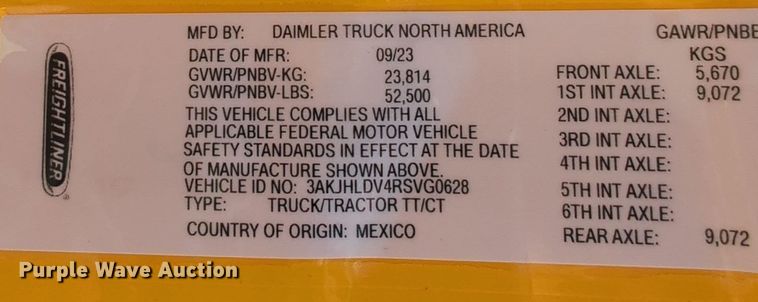 FREIGHTLINER
MFD BY: DAIMLER TRUCK NORTH AMERICA
DATE OF MFR: 09/23
GVWR/PNBV-KG: 23,814
GVWR/PNBV-LBS: 52,500
THIS VEHICLE COMPLIES WITH ALL
APPLICABLE FEDERAL MOTOR VEHICLE
SAFETY STANDARDS IN EFFECT AT THE DATE
OF MANUFACTURE SHOWN ABOVE.
VEHICLE ID NO: 3AKJHLDV4RSVG0628
TYPE: TRUCK/TRACTOR TT/CT
COUNTRY OF ORIGIN: MEXICO
GAWR/PNBE
KGS
FRONT AXLE: 5,670
1ST INT AXLE: 9,072
2ND INT AXLE:
3RD INT AXLE:
4TH INT AXLE:
5TH INT AXLE:
6TH INT AXLE:
REAR AXLE: 9,072
Purple Wave Auction